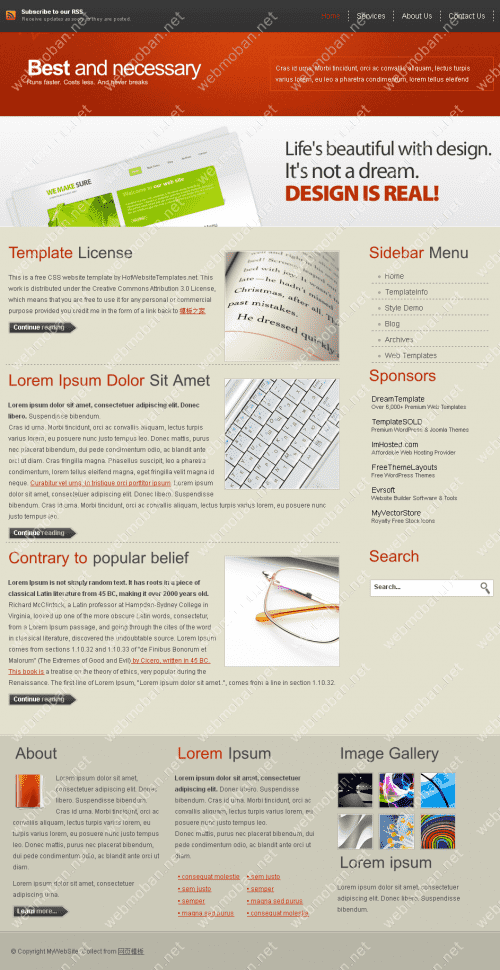 Subscribe to our RSS
Receive updates as soon as they are posted.
Home
Services
About Us
Contact Us
Best and necessary
Runs faster. Costs less. And never breaks
Cras id urna. Morbi tincidunt, orci ac convallis aliquam, lectus turpis
varius lorem, eu leo a pharetra condimentum, lorem tellus eleifend
WE MAKE SURE
Welcome to our web site
Life's beautiful with design.
It's not a dream.
DESIGN IS REAL!
Template License
This is a free CSS website template by HotWebsiteTemplates.net. This
work is distributed under the Creative Commons Attribution 3.0 License,
which means that you are free to use it for any personal or commercial
purpose provided you credit me in the form of a link back to 模板之家
Continue reading
Lorem Ipsum Dolor Sit Amet
Lorem ipsum dolor sit amet, consectetuer adipiscing elit. Donec
libero. Suspendisse bibendum.
Cras id urna. Morbi tincidunt, orci ac convallis aliquam, lectus turpis
varius lorem, eu posuere nunc justo tempus leo. Donec mattis, purus
nec placerat bibendum, dui pede condimentum odio, ac blandit ante
orci ut diam. Cras fringilla magna. Phasellus suscipit, leo a pharetra
condimentum, lorem tellus eleifend magna, eget fringilla velit magna id
neque. Curabitur vel urna. In tristique orci porttitor ipsum. Lorem ipsum
dolor sit amet, consectetuer adipiscing elit. Donec libero. Suspendisse
bibendum. Cras id urna. Morbi tincidunt, orci ac convallis aliquam, lectus turpis varius lorem, eu posuere nunc
justo tempus leo.
Continue reading
Contrary to popular belief
Lorem Ipsum is not simply random text. It has roots in a piece of
classical Latin literature from 45 BC, making it over 2000 years old.
Richard McClintock, a Latin professor at Hampden-Sydney College in
Virginia, looked up one of the more obscure Latin words, consectetur,
from a Lorem Ipsum passage, and going through the cites of the word
in classical literature, discovered the undoubtable source. Lorem Ipsum
comes from sections 1.10.32 and 1.10.33 of "de Finibus Bonorum et
Malorum" (The Extremes of Good and Evil) by Cicero, written in 45 BC.
This book is a treatise on the theory of ethics, very popular during the
Renaissance. The first line of Lorem Ipsum, "Lorem ipsum dolor sit amet..", comes from a line in section 1.10.32.
Continue reading
Sidebar Menu
Home
TemplateInfo
Style Demo
Blog
Archives
Web Templates
Sponsors
DreamTemplate
Over 6,000+ Premium Web Templates
TemplateSOLD
Premium WordPress & Joomla Themes
ImHosted.com
Affordable Web Hosting Provider
FreeThemeLayouts
Free WordPress Themes
Evrsoft
Website Builder Software & Tools
MyVectorStore
Royalty Free Stock Icons
Search
Search...
About
Lorem ipsum dolor sit amet,
consectetuer adipiscing elit. Donec
libero. Suspendisse bibendum.
Cras id urna. Morbi tincidunt, orci ac
convallis aliquam, lectus turpis varius lorem, eu
posuere nunc justo tempus
leo. Donec mattis, purus nec placerat bibendum,
dui pede condimentum odio, ac blandit ante orci ut
diam.
Lorem ipsum dolor sit amet, consectetuer
adipiscing urna.
Learn more...
Lorem Ipsum
Lorem ipsum dolor sit amet, consectetuer
adipiscing elit. Donec libero. Suspendisse
bibendum. Cras id urna. Morbi tincidunt, orci ac
convallis aliquam, lectus turpis varius lorem, eu
posuere nunc justo tempus leo.
Donec mattis, purus nec placerat bibendum, dui
pede condimentum odio, ac blandit ante orci ut
diam.
• consequat molestie
• sem justo
• semper
• magna sed purus
• sem justo
• semper
• magna sed purus
• consequat molestie
Image Gallery
Lorem ipsum
Lorem ipsum dolor sit amet, consectetuer
adipiscing elit. Donec libero. Suspendisse
bibendum.
© Copyright MyWebSite. Collect from 网页模板
webmoban.net